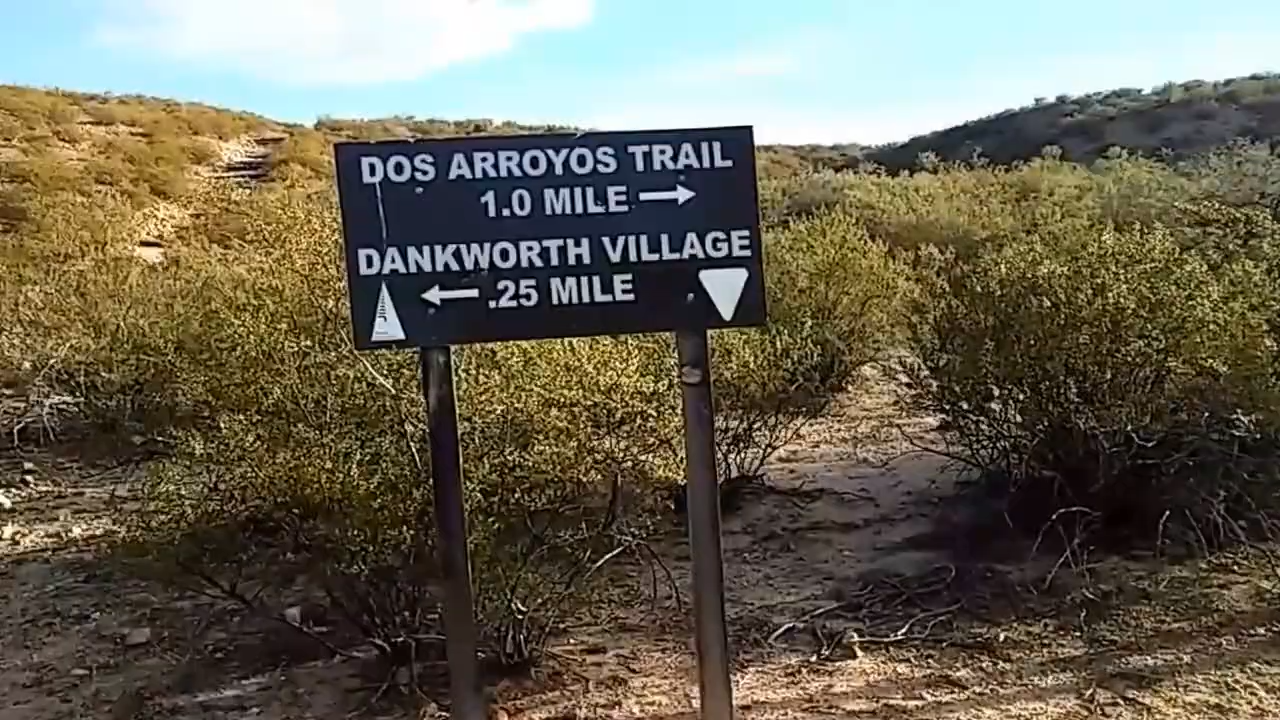 DOS ARROYOS TRAIL
1.0 MILE →
DANKWORTH VILLAGE
← .25 MILE